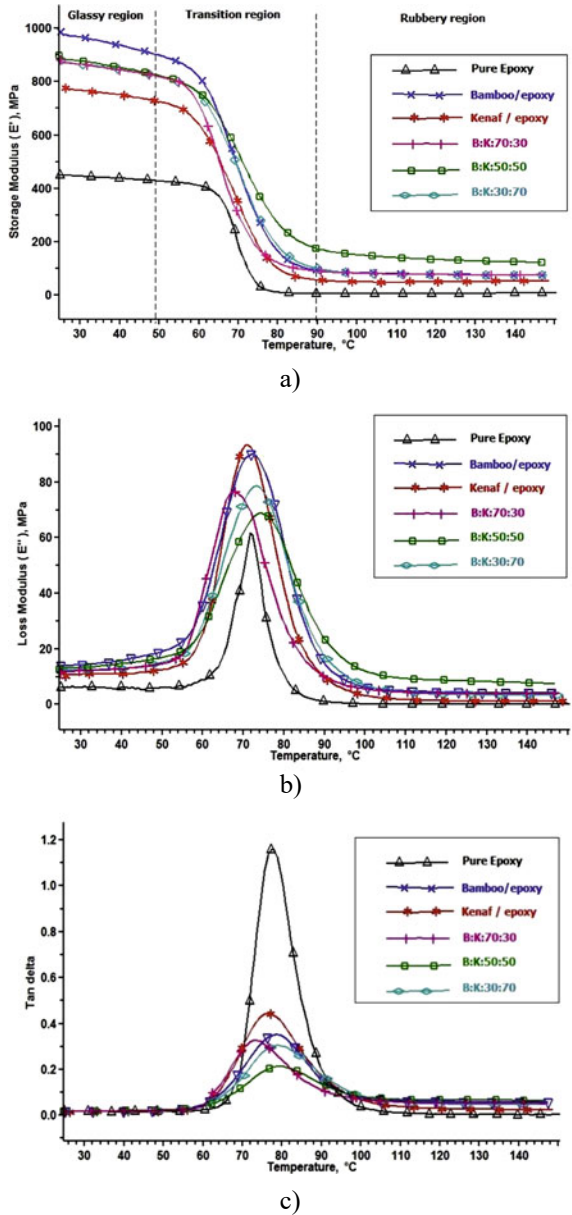 Glassy region Transition region Rubbery region
1000
800
600
400
200
0
Storage Modulus ( E' ), MPa
Pure Epoxy
Bamboo/epoxy
Kenaf / epoxy
B:K:70:30
B:K:50:50
B:K:30:70
30 40 50 60 70 80 90 100 110 120 130 140
Temperature, °C
a)
100
80
60
40
20
0
Loss Modulus ( E'' ), MPa
Pure Epoxy
Bamboo/epoxy
Kenaf / epoxy
B:K:70:30
B:K:50:50
B:K:30:70
30 40 50 60 70 80 90 100 110 120 130 140
Temperature, °C
b)
1.2
1.0
0.8
0.6
0.4
0.2
0.0
Tan delta
Pure Epoxy
Bamboo/epoxy
Kenaf / epoxy
B:K:70:30
B:K:50:50
B:K:30:70
30 40 50 60 70 80 90 100 110 120 130 140
Temperature, °C
c)